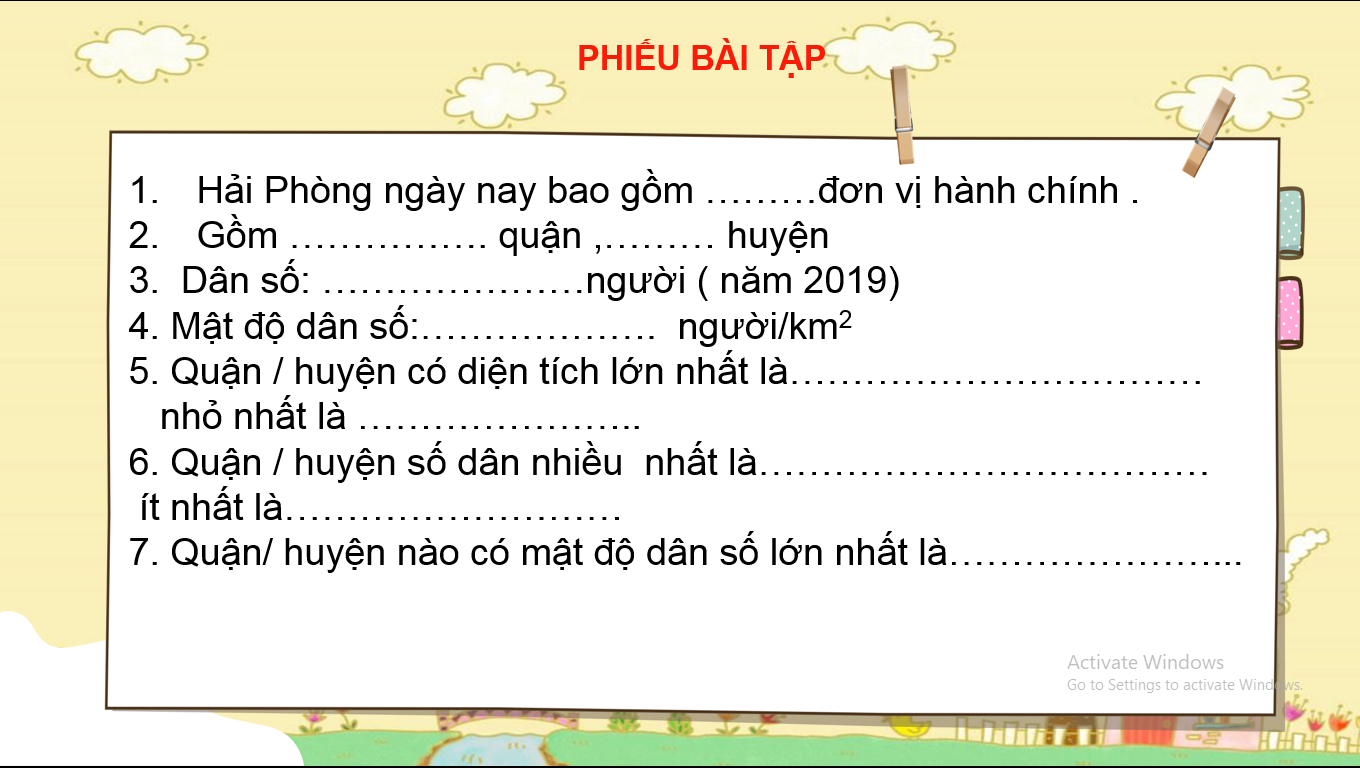 PHIẾU BÀI TẬP
1. Hải Phòng ngày nay bao gồm ………đơn vị hành chính .
2. Gồm ……………. quận ,……… huyện
3. Dân số: …………………người ( năm 2019)
4. Mật độ dân số:………………. người/km²
5. Quận / huyện có diện tích lớn nhất là……………………………
nhỏ nhất là …………………..
6. Quận / huyện số dân nhiều nhất là………………………………
ít nhất là………………………
7. Quận/ huyện nào có mật độ dân số lớn nhất là…………………...
Activate Windows
Go to Settings to activate Windows.